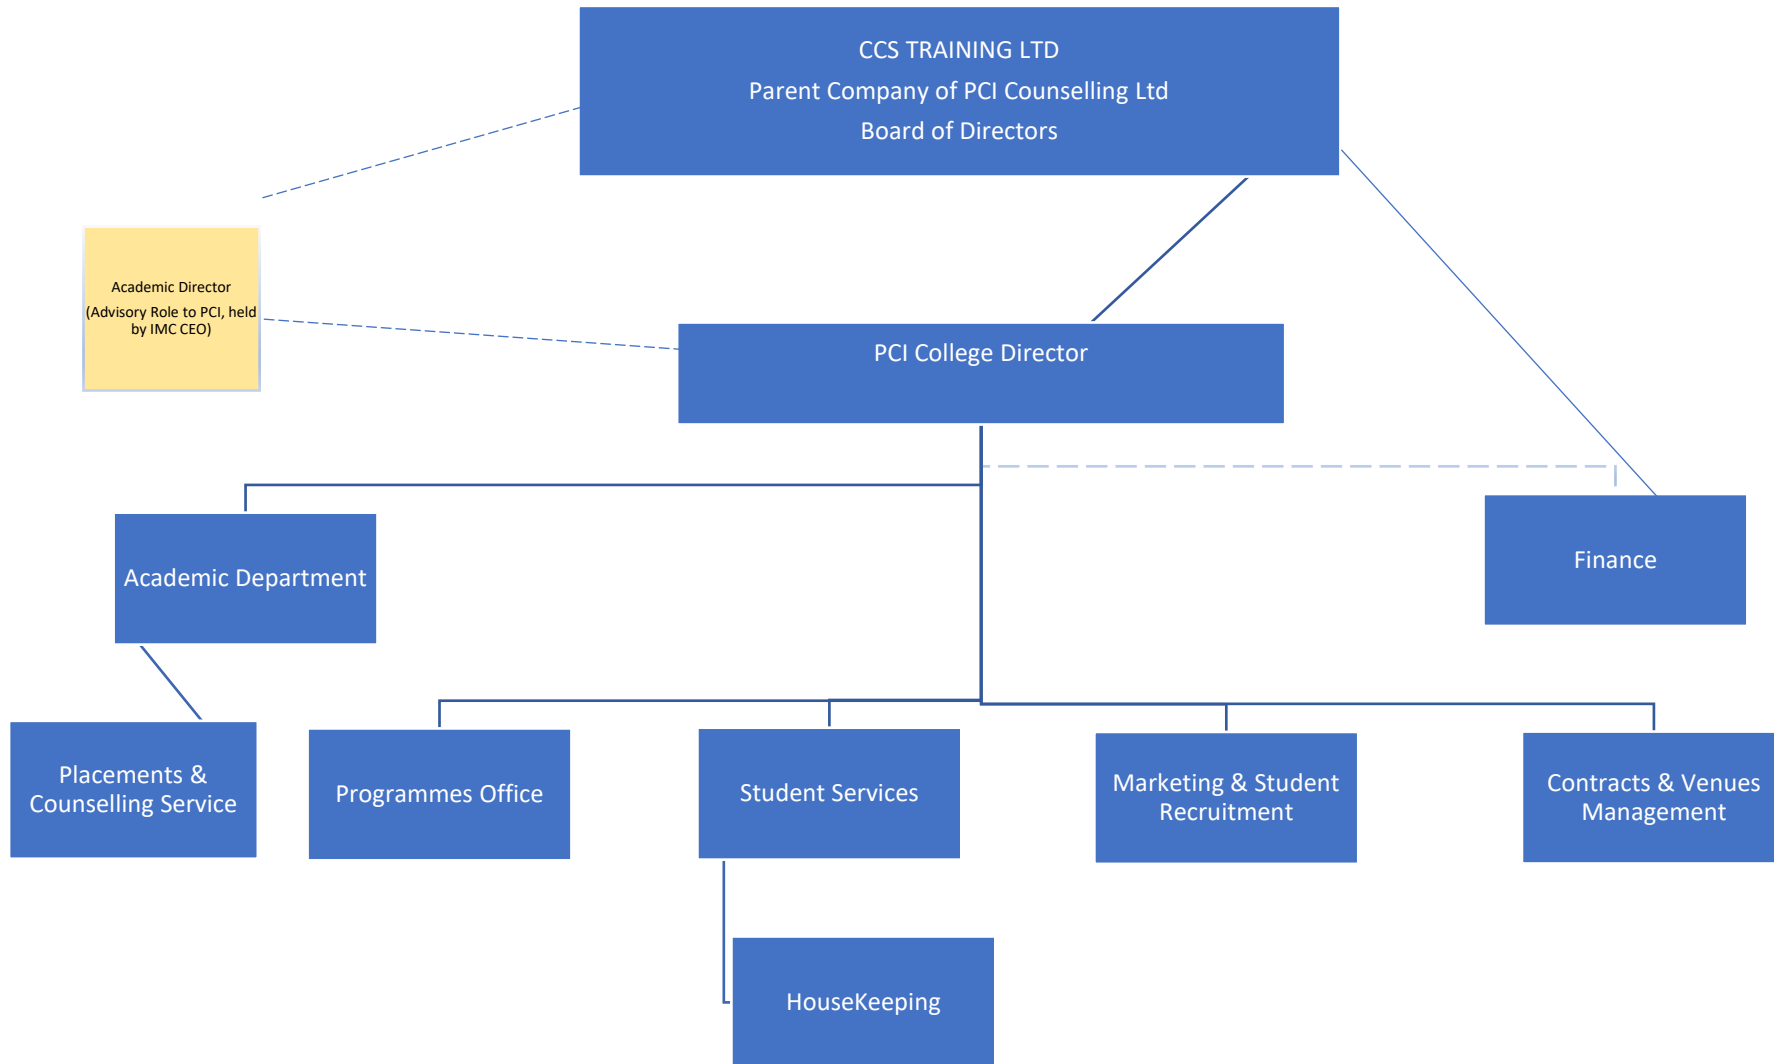 CCS TRAINING LTD
Parent Company of PCI Counselling Ltd
Board of Directors
Academic Director
(Advisory Role to PCI, held
by IMC CEO)
PCI College Director
Academic Department
Finance
Placements &
Counselling Service
Programmes Office
Student Services
Marketing & Student
Recruitment
Contracts & Venues
Management
HouseKeeping